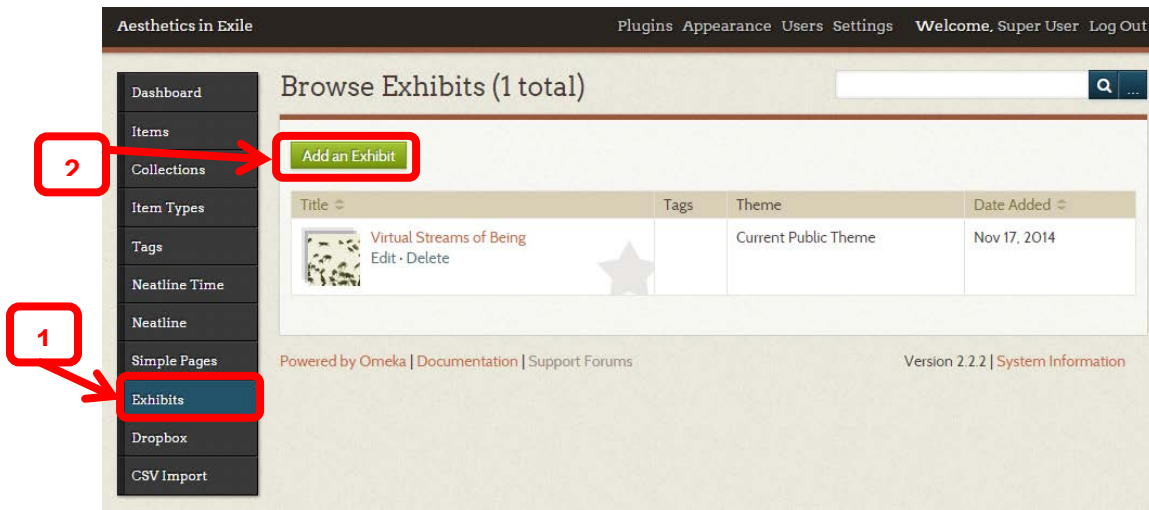 Aesthetics in Exile Plugins Appearance Users Settings Welcome, Super User Log Out
Browse Exhibits (1 total)
...
Dashboard
Items
Collections
Item Types
Tags
Neatline Time
Neatline
Simple Pages
Exhibits
Dropbox
CSV Import
2
1
Add an Exhibit
Title Tags Theme Date Added
Virtual Streams of Being Current Public Theme Nov 17, 2014
Edit · Delete
Powered by Omeka | Documentation | Support Forums Version 2.2.2 | System Information